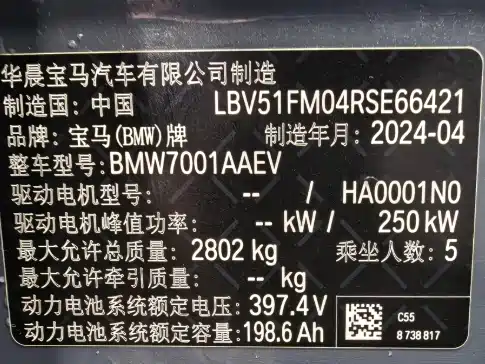 华晨宝马汽车有限公司制造
制造国: 中国 LBV51FM04RSE66421
品牌: 宝马(BMW)牌 制造年月: 2024-04
整车型号: BMW7001AAEV
驱动电机型号: -- / HA0001N0
驱动电机峰值功率: -- kW / 250 kW
最大允许总质量: 2802 kg 乘坐人数: 5
最大允许牵引质量: -- kg
动力电池系统额定电压: 397.4 V
动力电池系统额定容量: 198.6 Ah
C55
8 738 817